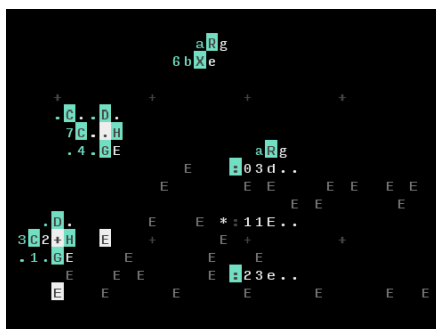 aRg
6bXe
+ + + +
.C..D.
7C..H
.4.GE aRg
E :03d..
E E E E E E E
E E E
.D. E E *:11E..
3C2+H E + E + +
.1.GE E E E
E E E E :23e..
E E E E E E E